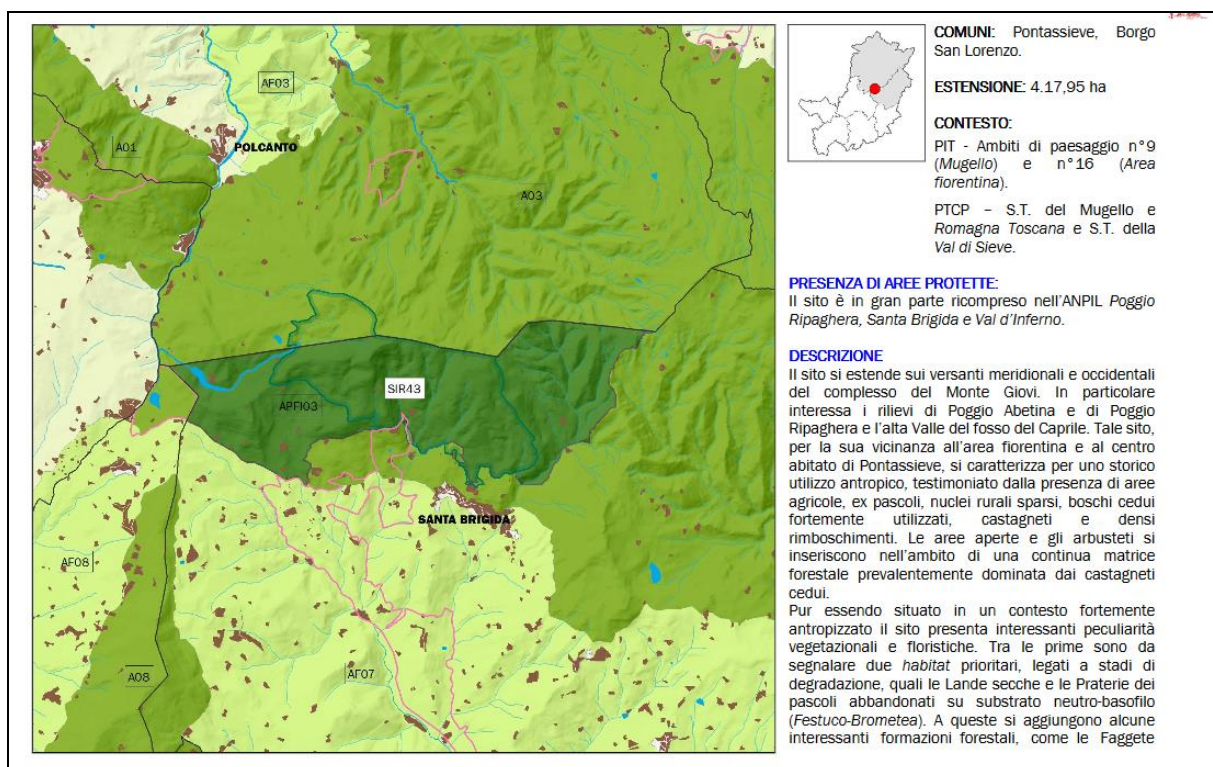 AF03
A01
POLCANTO
A03
SIR43
APFI03
SANTA BRIGIDA
AF08
A08
AF07
COMUNI: Pontassieve, Borgo
San Lorenzo.
ESTENSIONE: 4.17,95 ha
CONTESTO:
PIT - Ambiti di paesaggio n°9
(Mugello) e n°16 (Area
fiorentina).
PTCP – S.T. del Mugello e
Romagna Toscana e S.T. della
Val di Sieve.
PRESENZA DI AREE PROTETTE:
Il sito è in gran parte ricompreso nell'ANPIL Poggio
Ripaghera, Santa Brigida e Val d'Inferno.
DESCRIZIONE
Il sito si estende sui versanti meridionali e occidentali
del complesso del Monte Giovi. In particolare
interessa i rilievi di Poggio Abetina e di Poggio
Ripaghera e l'alta Valle del fosso del Caprile. Tale sito,
per la sua vicinanza all'area fiorentina e al centro
abitato di Pontassieve, si caratterizza per uno storico
utilizzo antropico, testimoniato dalla presenza di aree
agricole, ex pascoli, nuclei rurali sparsi, boschi cedui
fortemente utilizzati, castagneti e densi
rimboschimenti. Le aree aperte e gli arbusteti si
inseriscono nell'ambito di una continua matrice
forestale prevalentemente dominata dai castagneti
cedui.
Pur essendo situato in un contesto fortemente
antropizzato il sito presenta interessanti peculiarità
vegetazionali e floristiche. Tra le prime sono da
segnalare due habitat prioritari, legati a stadi di
degradazione, quali le Lande secche e le Praterie dei
pascoli abbandonati su substrato neutro-basofilo
(Festuco-Brometea). A queste si aggiungono alcune
interessanti formazioni forestali, come le Faggete